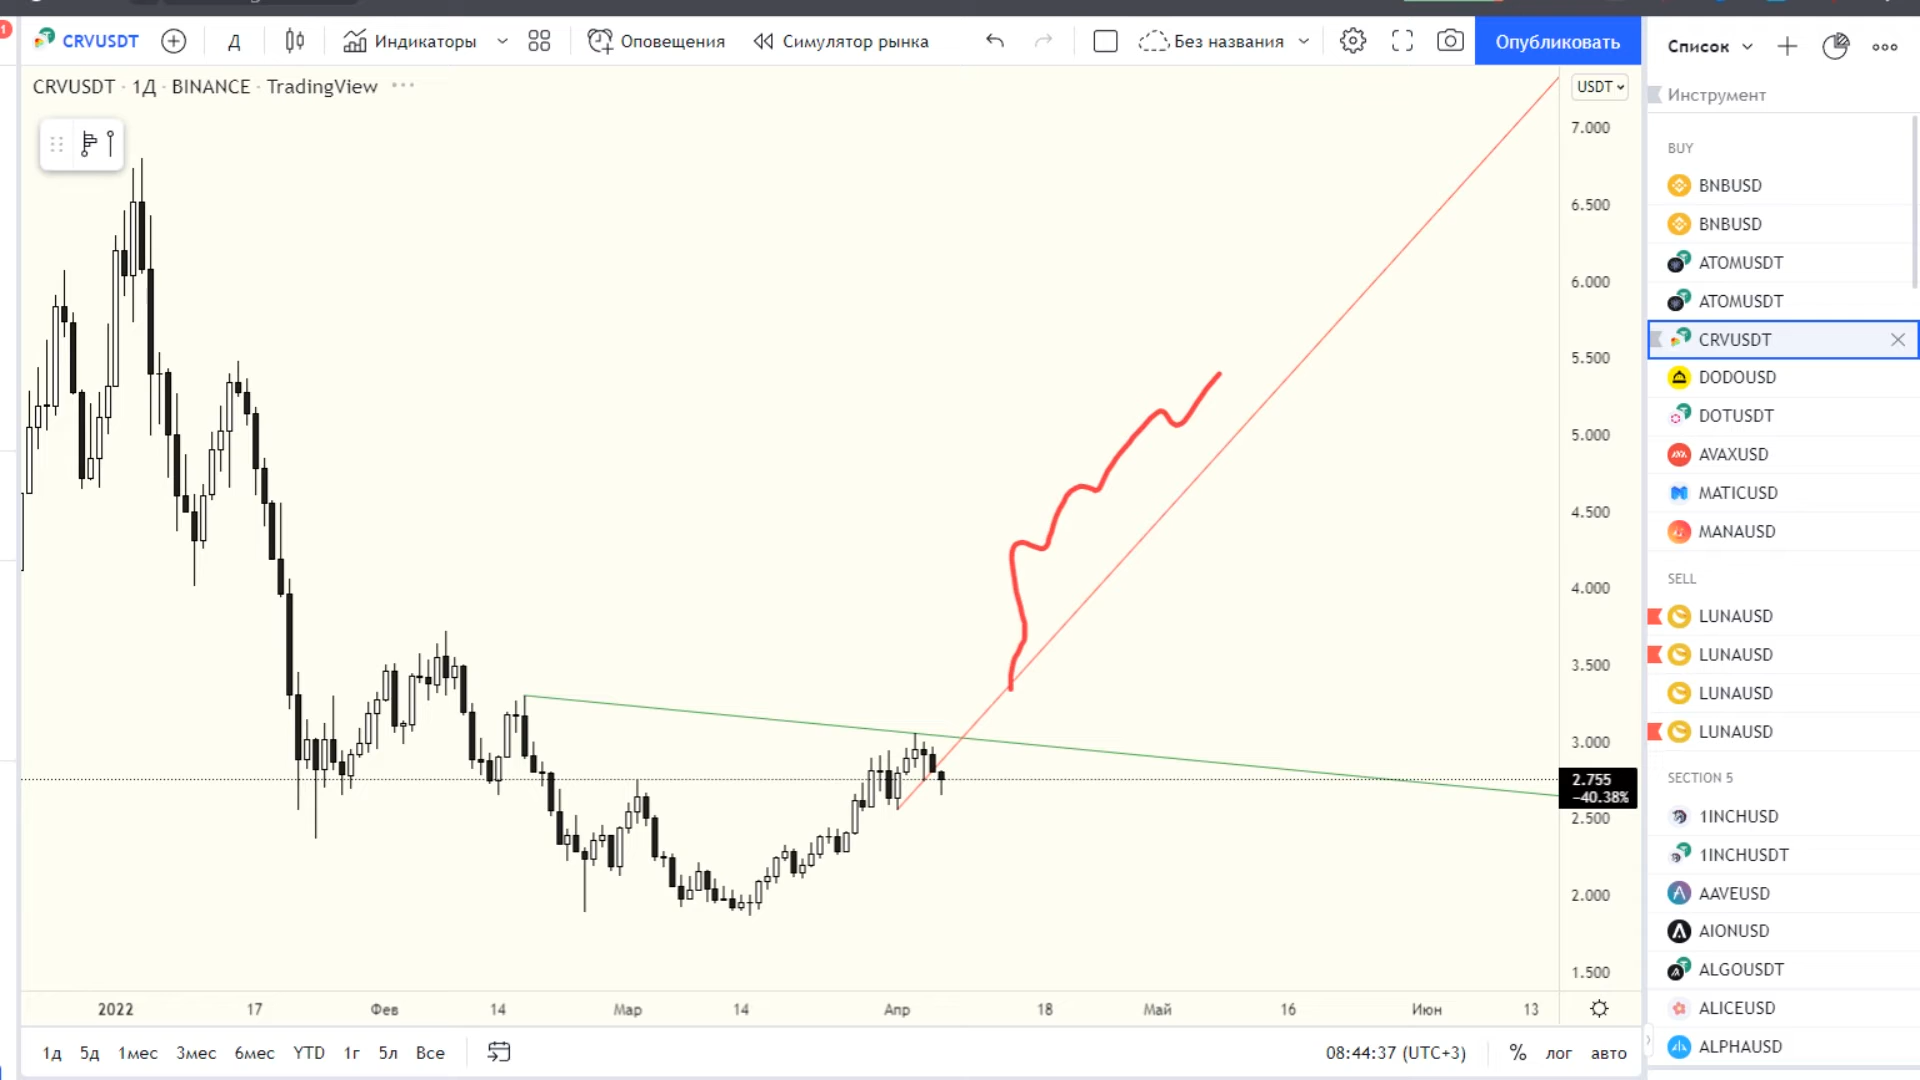 1
CRVUSDT
Д
Индикаторы
Оповещения
Симулятор рынка
Без названия
Опубликовать
Список
CRVUSDT · 1Д · BINANCE · TradingView
USDT
Инструмент
7.000
6.500
6.000
5.500
5.000
4.500
4.000
3.500
3.000
2.755
−40.38%
2.500
2.000
1.500
BUY
BNBUSD
BNBUSD
ATOMUSDT
ATOMUSDT
CRVUSDT
DODOUSD
DOTUSDT
AVAXUSD
MATICUSD
MANAUSD
SELL
LUNAUSD
LUNAUSD
LUNAUSD
LUNAUSD
SECTION 5
1INCHUSD
1INCHUSDT
AAVEUSD
AIONUSD
ALGOUSDT
ALICEUSD
ALPHAUSD
2022 17 Фев 14 Мар 14 Апр 18 Май 16 Июн 13
1д 5д 1мес 3мес 6мес YTD 1г 5л Все
08:44:37 (UTC+3) % лог авто